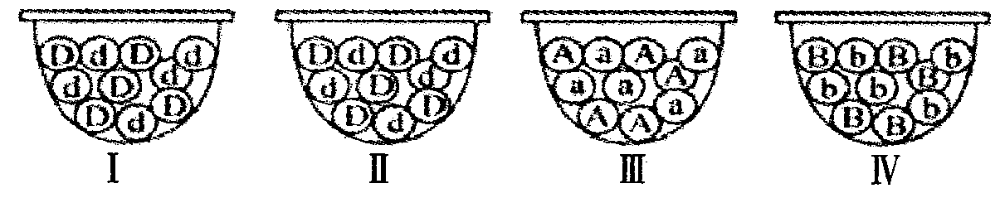 D d D d D d D d A a A a B b B b
d D d d D d a a A b b B
D d D D d D A A a B B b
Ⅰ Ⅱ Ⅲ Ⅳ